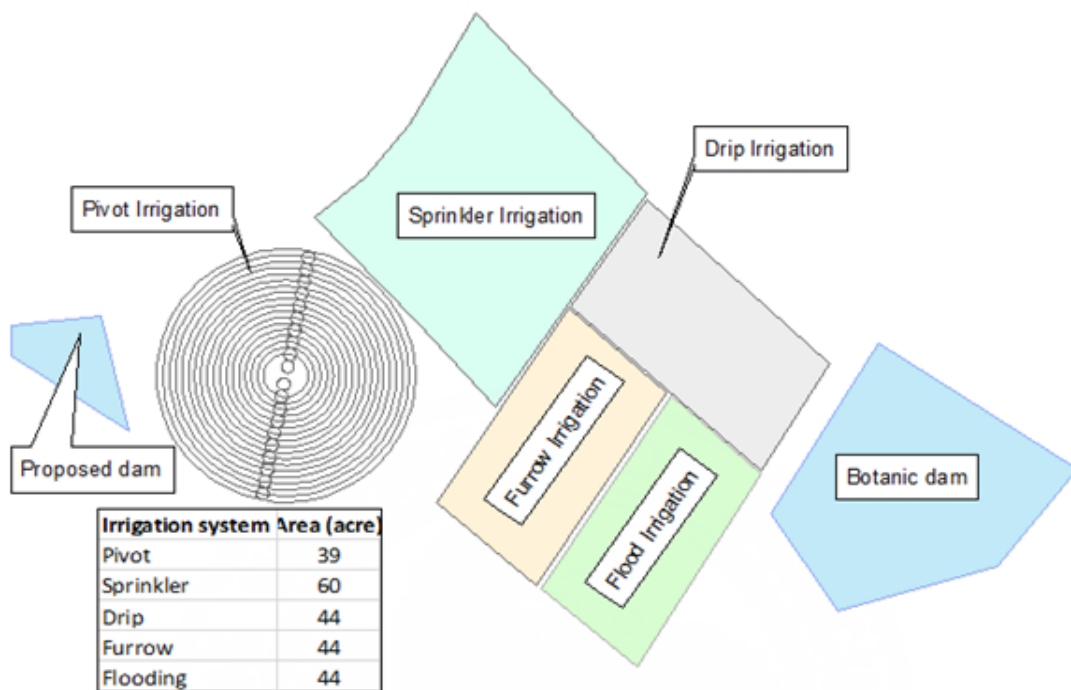 Drip Irrigation
Pivot Irrigation
Sprinkler Irrigation
Furrow Irrigation
Flood Irrigation
Proposed dam
Botanic dam
Irrigation system Area (acre)
Pivot 39
Sprinkler 60
Drip 44
Furrow 44
Flooding 44